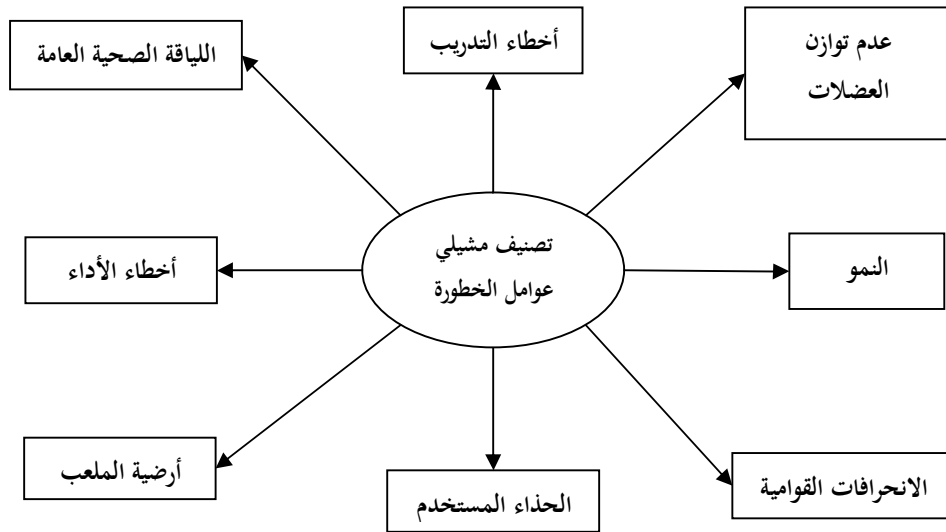 عدم توازن
العضلات
أخطاء التدريب
اللياقة الصحية العامة
تصنيف مشيلي
عوامل الخطورة
النمو
أخطاء الأداء
الانحرافات القوامية
الحذاء المستخدم
أرضية الملعب